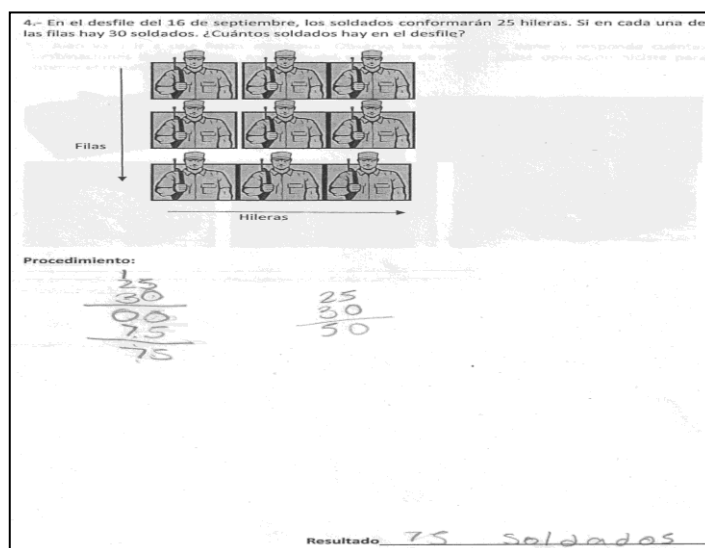 4.- En el desfile del 16 de septiembre, los soldados conformarán 25 hileras. Si en cada una de
las filas hay 30 soldados. ¿Cuántos soldados hay en el desfile?
Filas
Hileras
Procedimiento:
1
25
30
00
75
75
25
30
50
Resultado 75 soldados